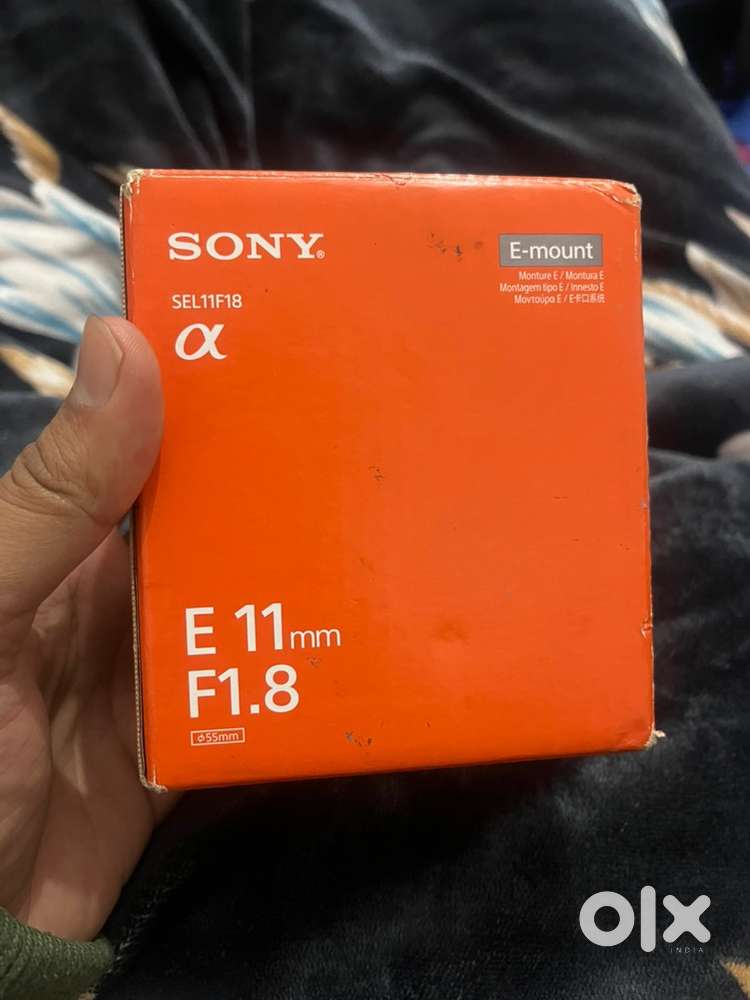 SONY®
E-mount
Monture E / Montura E
Montagem tipo E / Innesto E
Μοντούρα E / E卡口系统
SEL11F18
α
E 11mm
F1.8
ϕ55mm
olx
INDIA